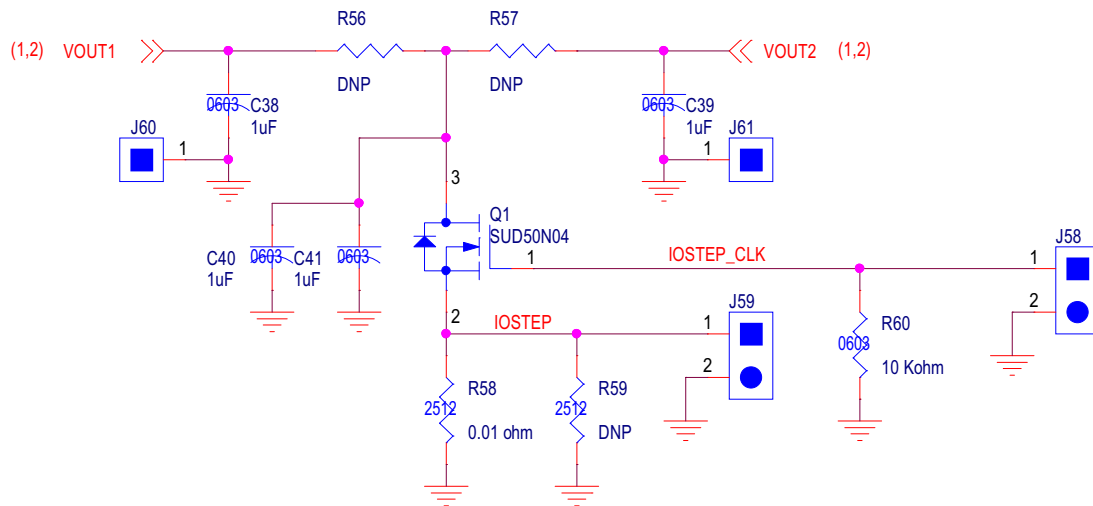 R56
R57
(1,2) VOUT1
VOUT2 (1,2)
DNP
DNP
0603 C38
1uF
0603 C39
1uF
J60
1
J61
1
3
Q1
SUD50N04
1
IOSTEP_CLK
J58
1
2
C40
0603
1uF
C41
0603
1uF
2
IOSTEP
J59
1
2
R60
0603
10 Kohm
R58
2512
0.01 ohm
R59
2512
DNP